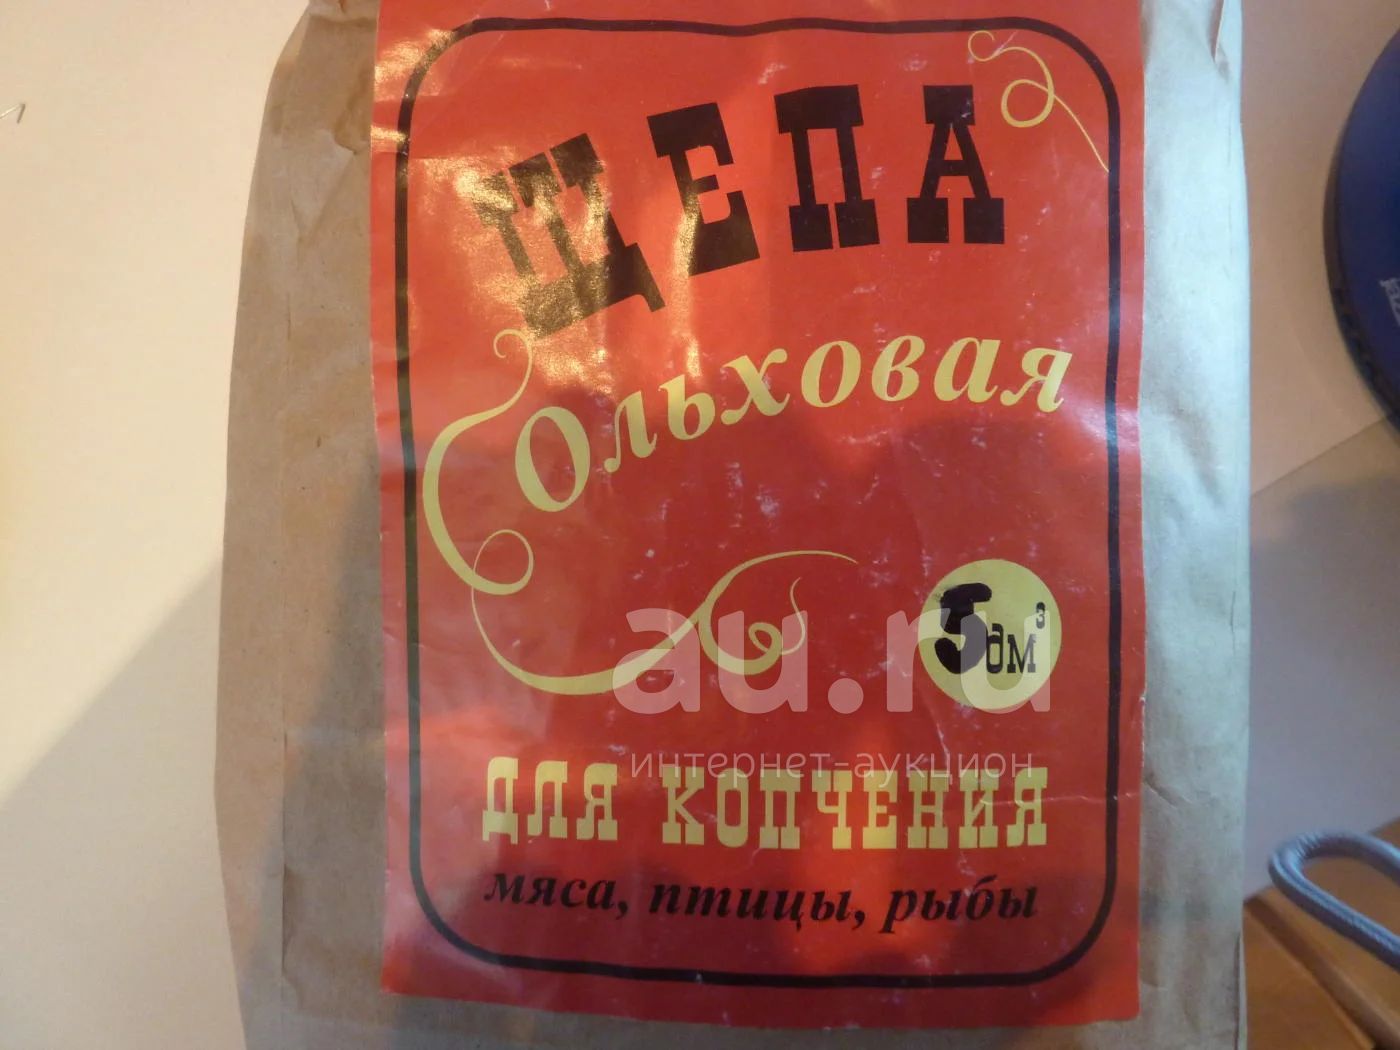 ЩЕПА
Ольховая
5 дм³
au.ru
интернет-аукцион
ДЛЯ КОПЧЕНИЯ
мяса, птицы, рыбы